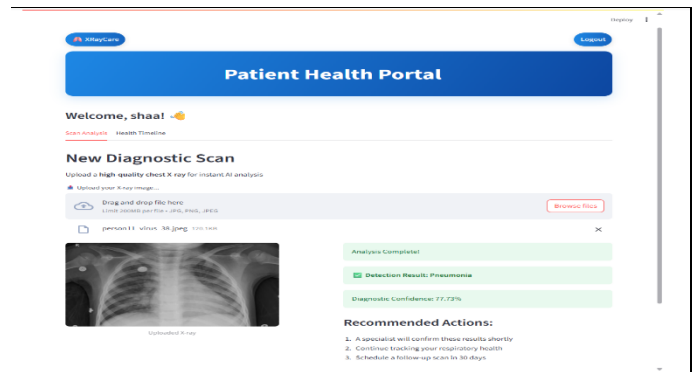 Deploy
XRayCare
Logout
Patient Health Portal
Welcome, shaa!
Scan Analysis Health Timeline
New Diagnostic Scan
Upload a high-quality chest X ray for instant AI analysis
Upload your X-ray image...
Drag and drop file here
Limit 200MB per file • JPG, PNG, JPEG
Browse files
person11_virus_38.jpeg
Analysis Complete!
Detection Result: Pneumonia
Diagnostic Confidence: 77.73%
Uploaded X-ray
Recommended Actions:
1. A specialist will confirm these results shortly
2. Continue tracking your respiratory health
3. Schedule a follow-up scan in 30 days